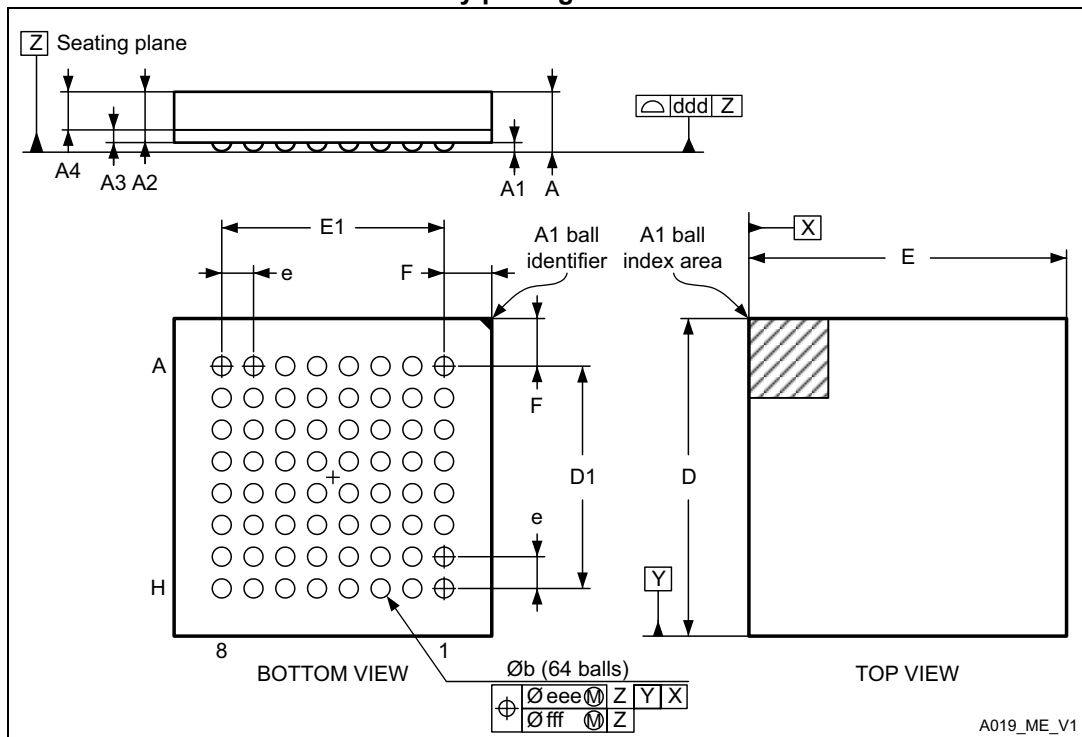 Z Seating plane
ddd Z
A4
A3 A2
A1
A
E1
e
F
A1 ball
identifier
A1 ball
index area
X
E
A
F
D1
D
e
H
Y
8
1
BOTTOM VIEW
TOP VIEW
Øb (64 balls)
Ø eee Ⓜ Z Y X
Ø fff Ⓜ Z
A019_ME_V1